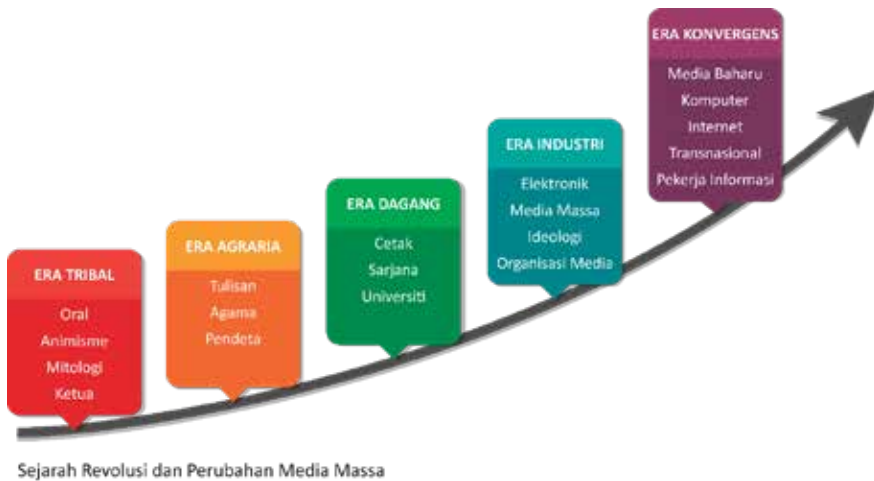 ERA TRIBAL
Oral
Animisme
Mitologi
Ketua
ERA AGRARIA
Tulisan
Agama
Pendeta
ERA DAGANG
Cetak
Sarjana
Universiti
ERA INDUSTRI
Elektronik
Media Massa
Ideologi
Organisasi Media
ERA KONVERGENS
Media Baharu
Komputer
Internet
Transnasional
Pekerja Informasi
Sejarah Revolusi dan Perubahan Media Massa